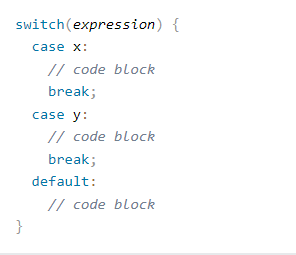 switch(expression) {
  case x:
    // code block
    break;
  case y:
    // code block
    break;
  default:
    // code block
}